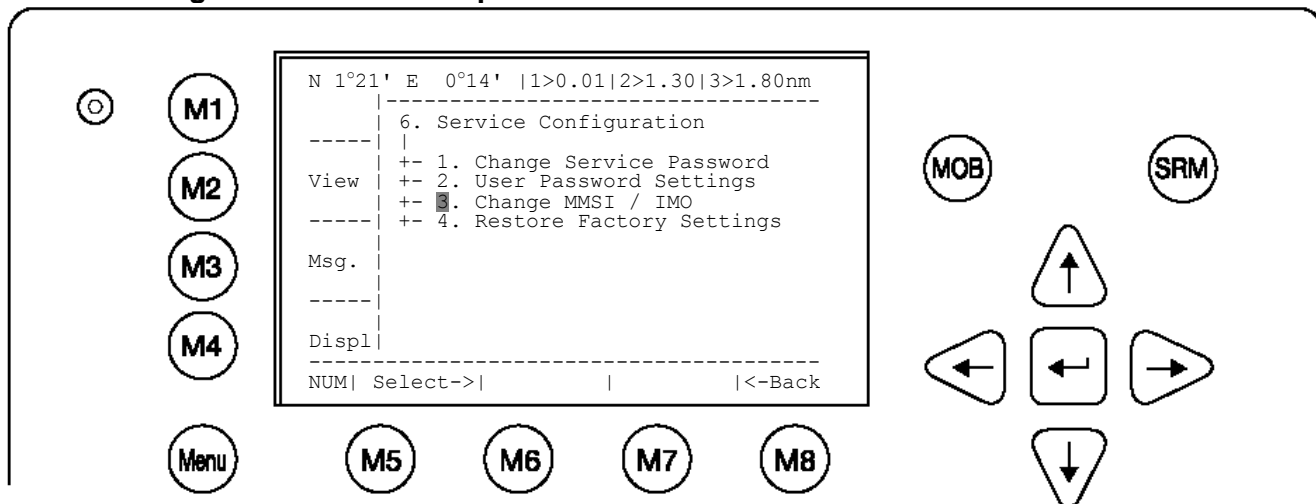 N 1°21' E 0°14' |1>0.01|2>1.30|3>1.80nm
|-----------------------------------
M1
| 6. Service Configuration
-----| |
| +- 1. Change Service Password
M2
View | +- 2. User Password Settings
| +- 3. Change MMSI / IMO
-----| +- 4. Restore Factory Settings
MOB SRM
M3
Msg. |
-----|
M4
Displ|
-----------------------------------------
NUM| Select->| | |<-Back
Menu M5 M6 M7 M8